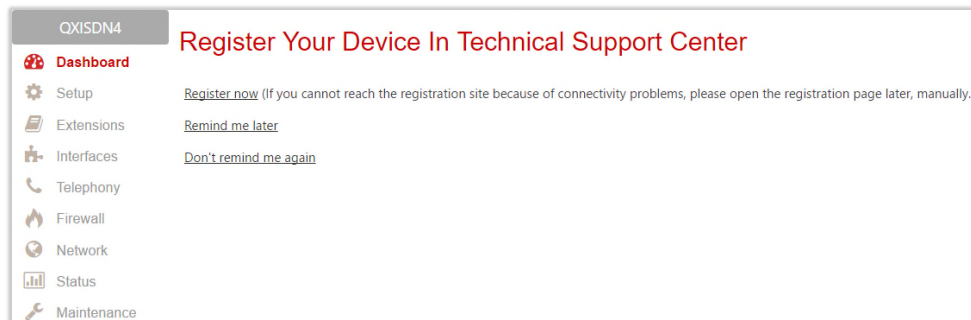 QXISDN4
Dashboard
Setup
Extensions
Interfaces
Telephony
Firewall
Network
Status
Maintenance
Register Your Device In Technical Support Center
Register now (If you cannot reach the registration site because of connectivity problems, please open the registration page later, manually.
Remind me later
Don't remind me again